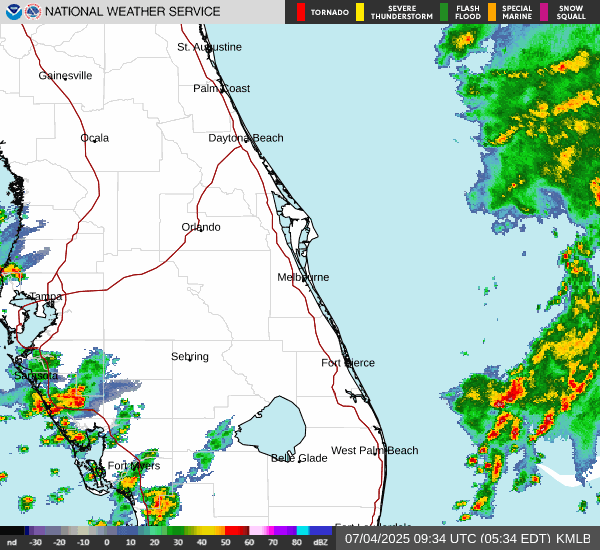 NATIONAL WEATHER SERVICE
TORNADO
SEVERE THUNDERSTORM
FLASH FLOOD
SPECIAL MARINE
SNOW SQUALL
St. Augustine
Gainesville
Palm Coast
Ocala
Daytona Beach
Orlando
Melbourne
Tampa
Sebring
Fort Pierce
Sarasota
West Palm Beach
Belle Glade
Fort Myers
Fort Lauderdale
nd -30 -20 -10 0 10 20 30 40 50 60 70 80 dBZ
07/04/2025 09:34 UTC (05:34 EDT) KMLB